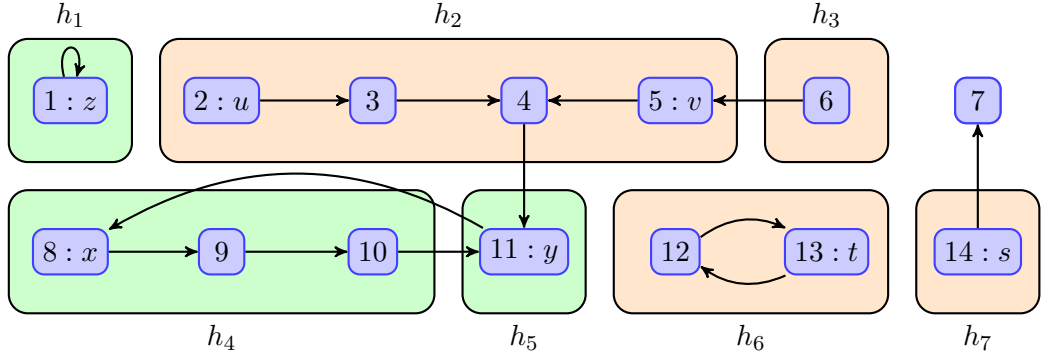 h₁ h₂ h₃
1 : z 2 : u 3 4 5 : v 6 7
8 : x 9 10 11 : y 12 13 : t 14 : s
h₄ h₅ h₆ h₇